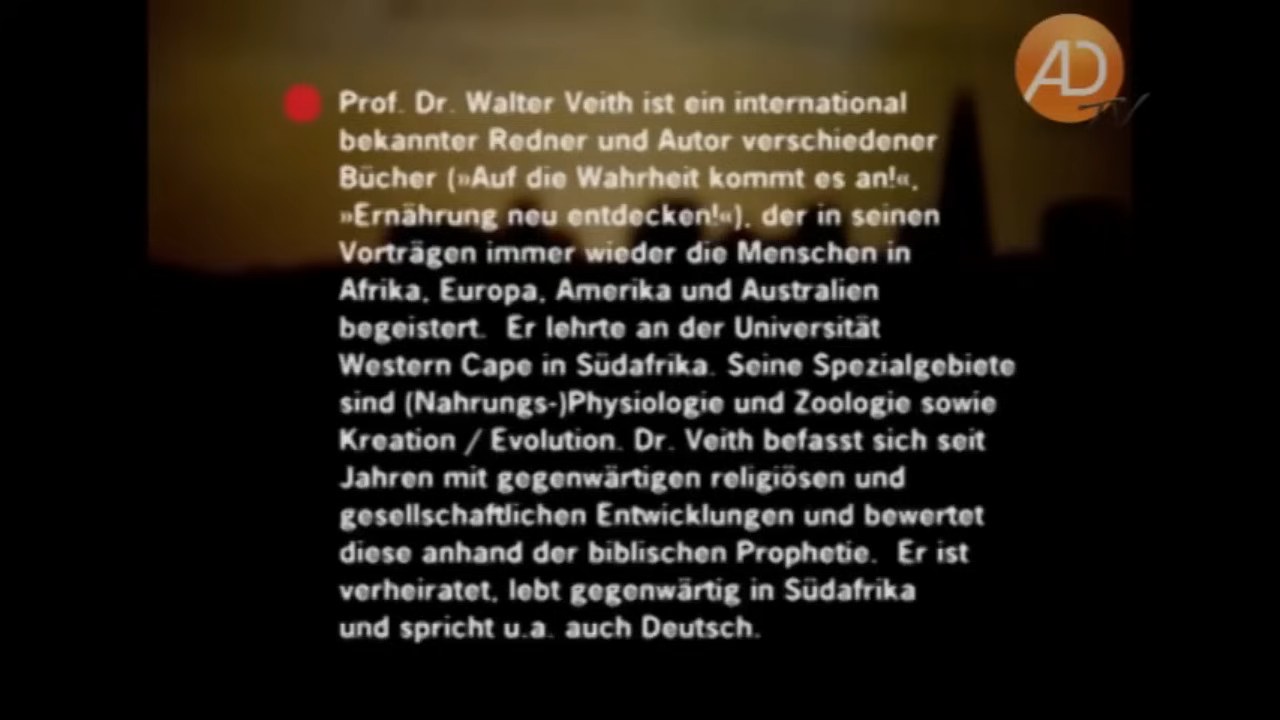 AD
TV
Prof. Dr. Walter Veith ist ein international
bekannter Redner und Autor verschiedener
Bücher (»Auf die Wahrheit kommt es an!«,
»Ernährung neu entdecken!«), der in seinen
Vorträgen immer wieder die Menschen in
Afrika, Europa, Amerika und Australien
begeistert. Er lehrte an der Universität
Western Cape in Südafrika. Seine Spezialgebiete
sind (Nahrungs-)Physiologie und Zoologie sowie
Kreation / Evolution. Dr. Veith befasst sich seit
Jahren mit gegenwärtigen religiösen und
gesellschaftlichen Entwicklungen und bewertet
diese anhand der biblischen Prophetie. Er ist
verheiratet, lebt gegenwärtig in Südafrika
und spricht u.a. auch Deutsch.